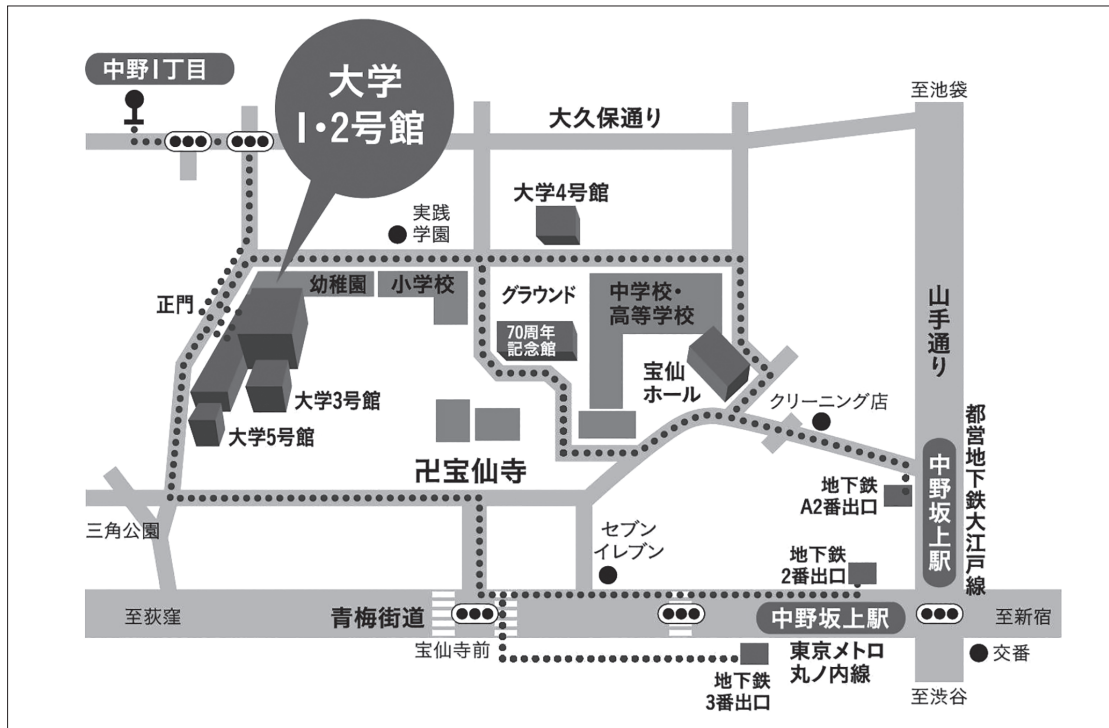 中野1丁目
大学
1・2号館
大久保通り
至池袋
大学4号館
実践
学園
正門
幼稚園
小学校
グラウンド
中学校・
高等学校
70周年
記念館
宝仙
ホール
山手通り
大学3号館
大学5号館
クリーニング店
卍宝仙寺
都営地下鉄大江戸線
中野坂上駅
地下鉄
A2番出口
三角公園
セブン
イレブン
地下鉄
2番出口
至荻窪
青梅街道
中野坂上駅
至新宿
宝仙寺前
東京メトロ
丸ノ内線
交番
地下鉄
3番出口
至渋谷